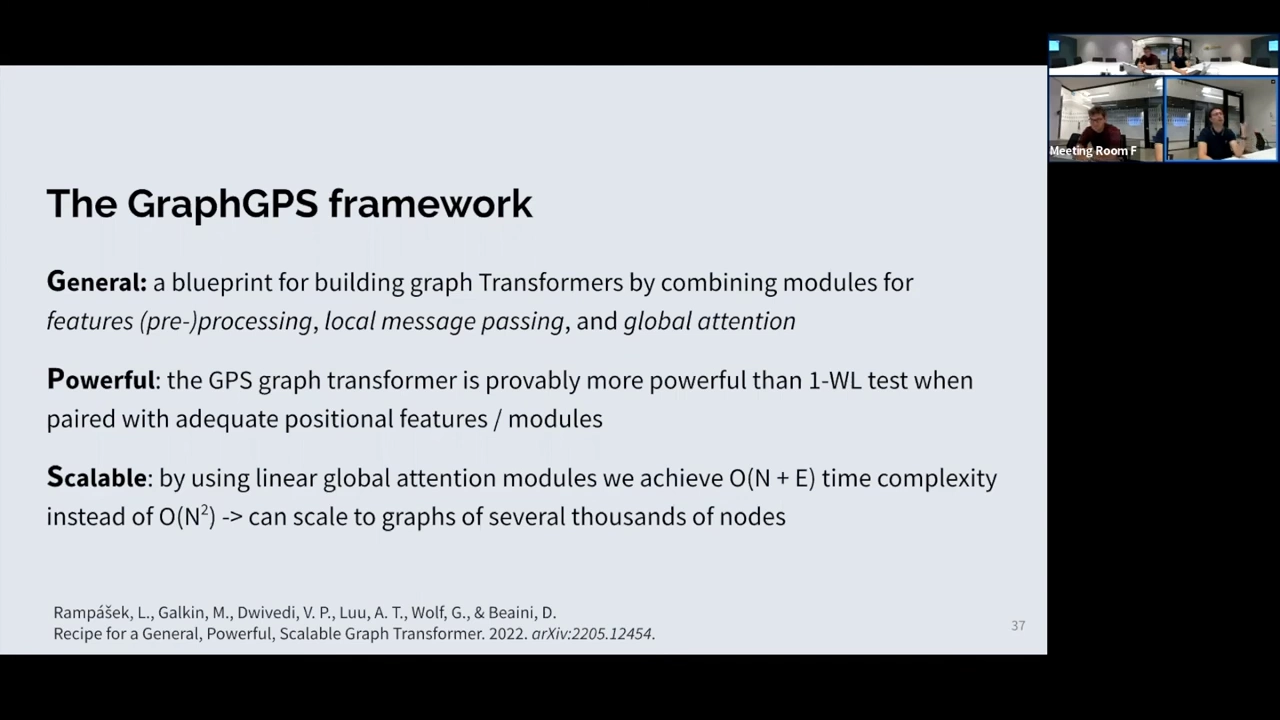 The GraphGPS framework
General: a blueprint for building graph Transformers by combining modules for
features (pre-)processing, local message passing, and global attention
Powerful: the GPS graph transformer is provably more powerful than 1-WL test when
paired with adequate positional features / modules
Scalable: by using linear global attention modules we achieve O(N + E) time complexity
instead of O(N²) -> can scale to graphs of several thousands of nodes
Rampášek, L., Galkin, M., Dwivedi, V. P., Luu, A. T., Wolf, G., & Beaini, D.
Recipe for a General, Powerful, Scalable Graph Transformer. 2022. arXiv:2205.12454.
37
Meeting Room F